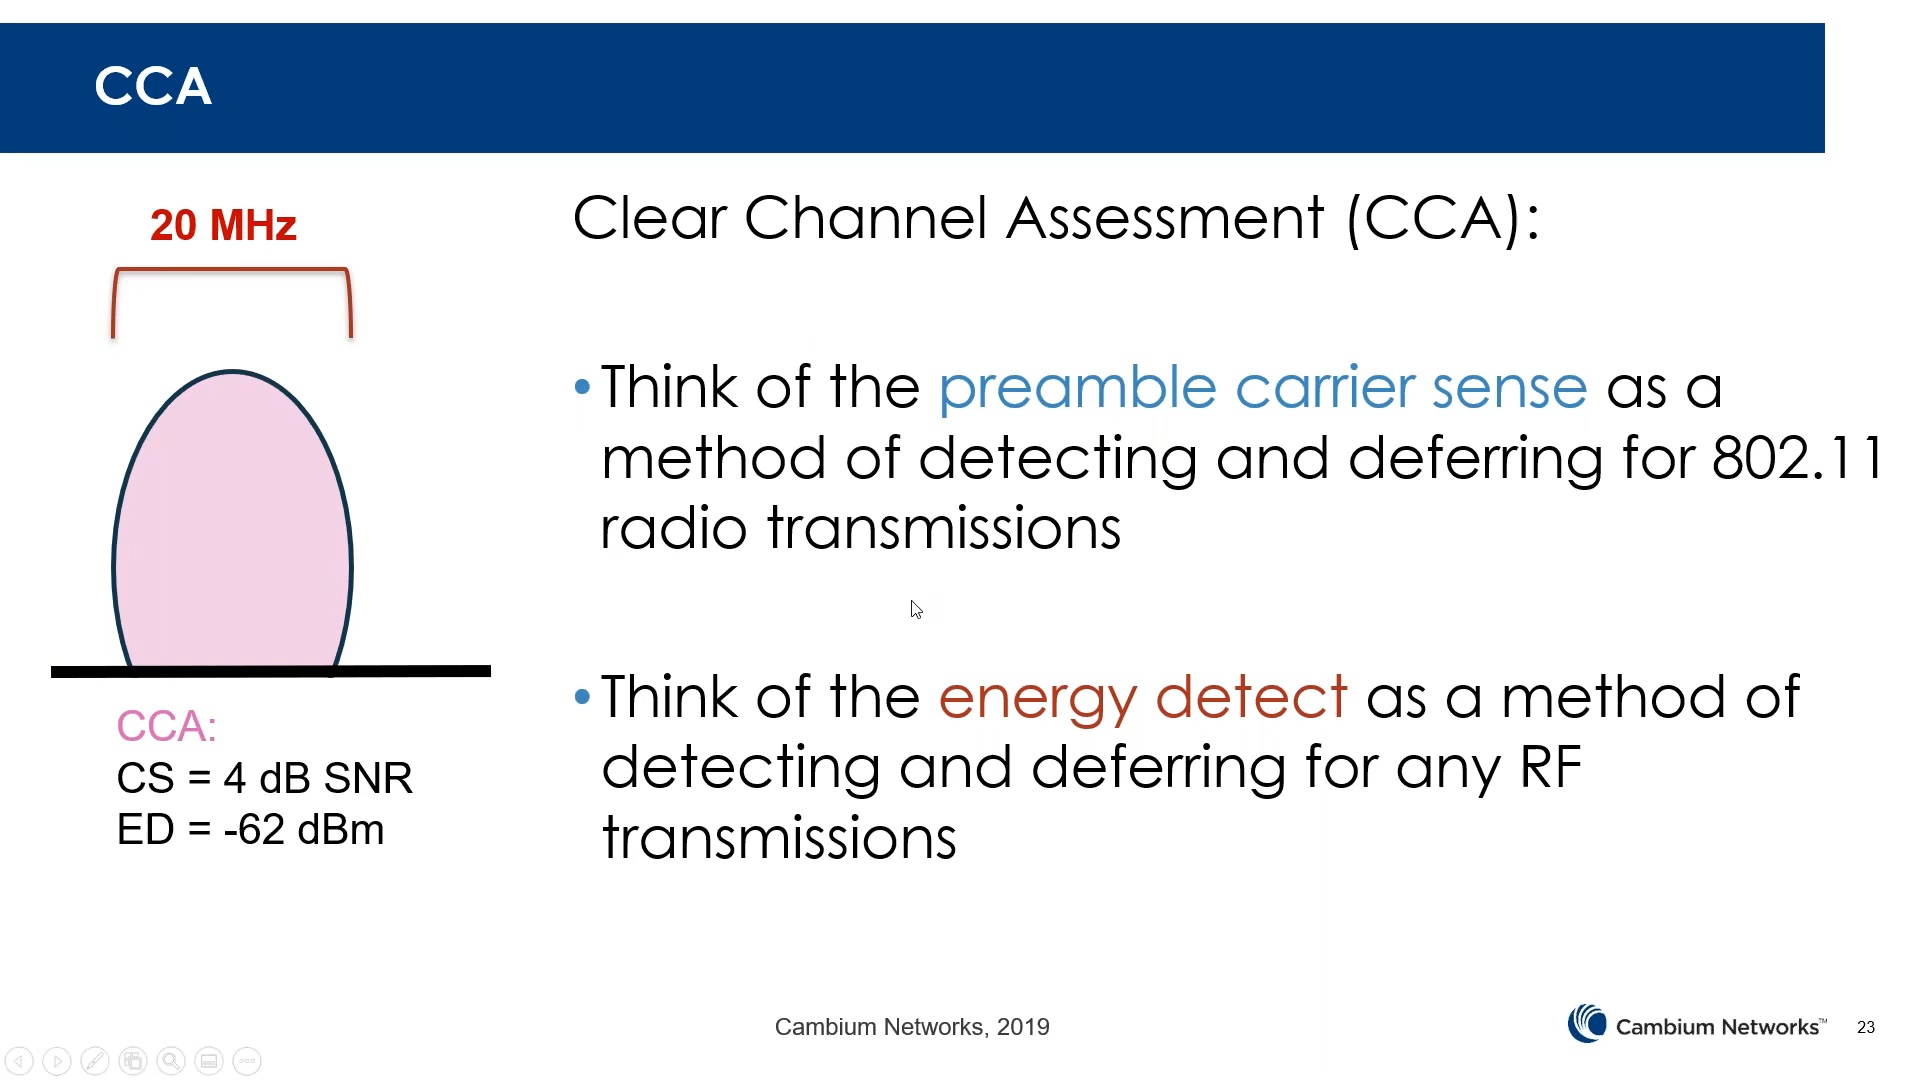 CCA
20 MHz
Clear Channel Assessment (CCA):
•Think of the preamble carrier sense as a
method of detecting and deferring for 802.11
radio transmissions
•Think of the energy detect as a method of
detecting and deferring for any RF
transmissions
CCA:
CS = 4 dB SNR
ED = -62 dBm
Cambium Networks, 2019
Cambium Networks™
23